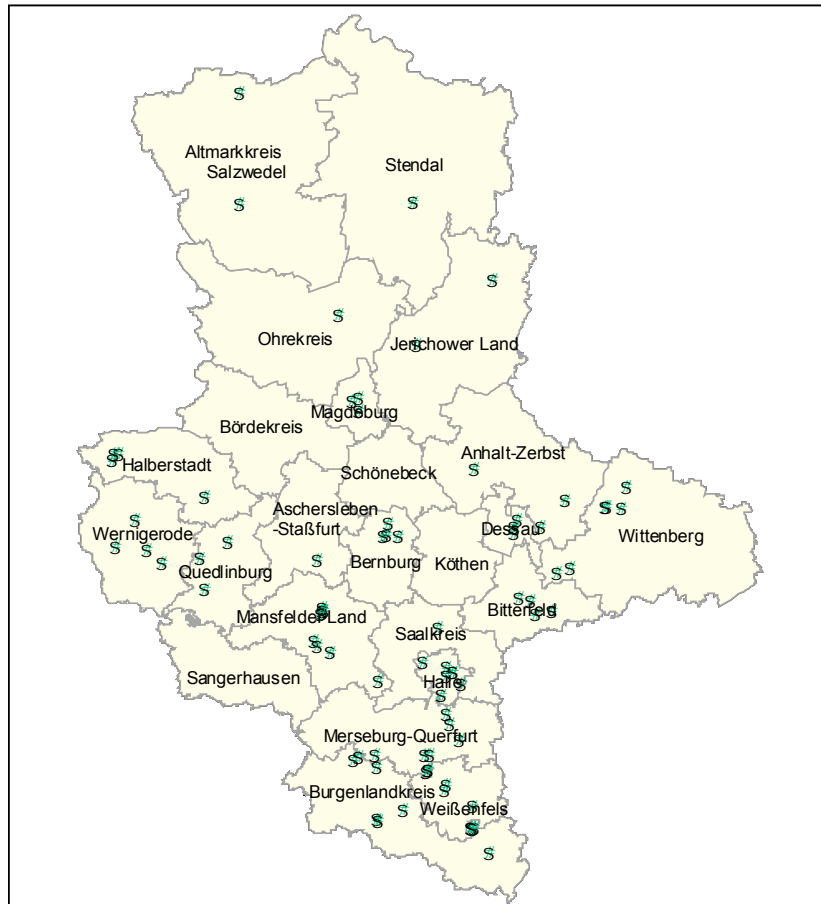 Altmarkkreis
Salzwedel
Stendal
Ohrekreis
Jerichower Land
Magdeburg
Bördekreis
Anhalt-Zerbst
Halberstadt
Schönebeck
Aschersleben
-Staßfurt
Wernigerode
Dessau
Wittenberg
Quedlinburg
Bernburg
Köthen
Bitterfeld
Mansfelder Land
Saalkreis
Sangerhausen
Halle
Merseburg-Querfurt
Burgenlandkreis
Weißenfels